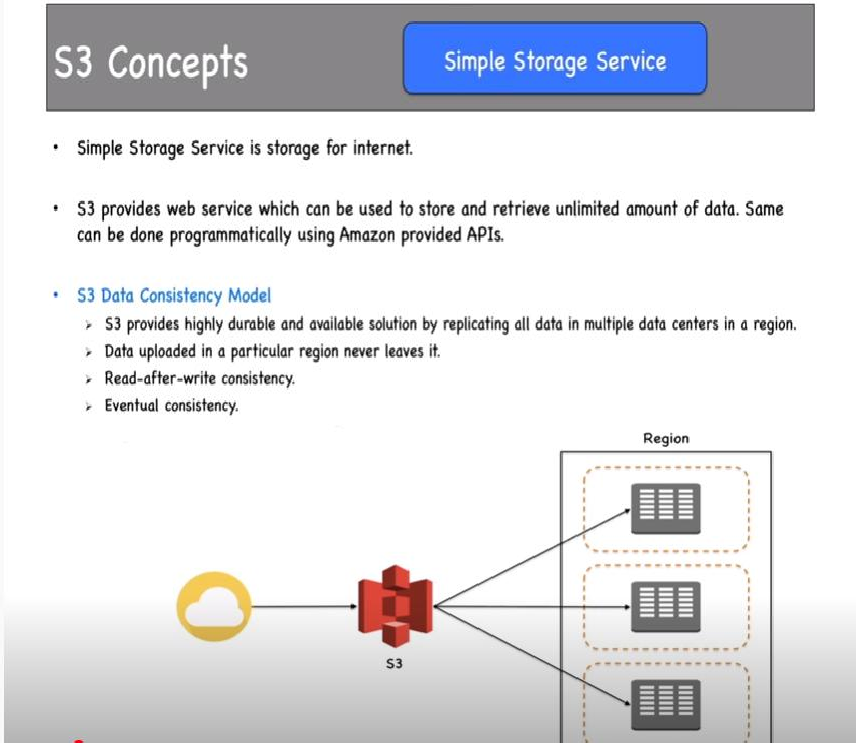 S3 Concepts
Simple Storage Service
Simple Storage Service is storage for internet.
S3 provides web service which can be used to store and retrieve unlimited amount of data. Same
can be done programmatically using Amazon provided APIs.
S3 Data Consistency Model
S3 provides highly durable and available solution by replicating all data in multiple data centers in a region.
Data uploaded in a particular region never leaves it.
Read-after-write consistency.
Eventual consistency.
Region
S3